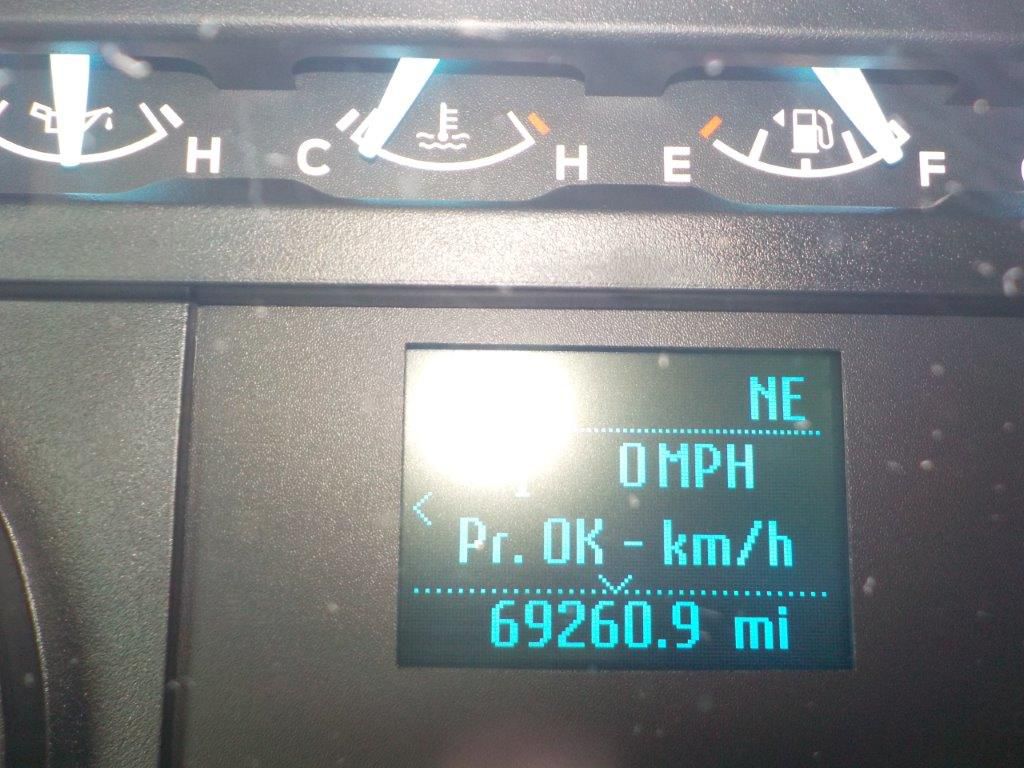 H C H E F
NE
0 MPH
Pr. OK - km/h
69260.9 mi